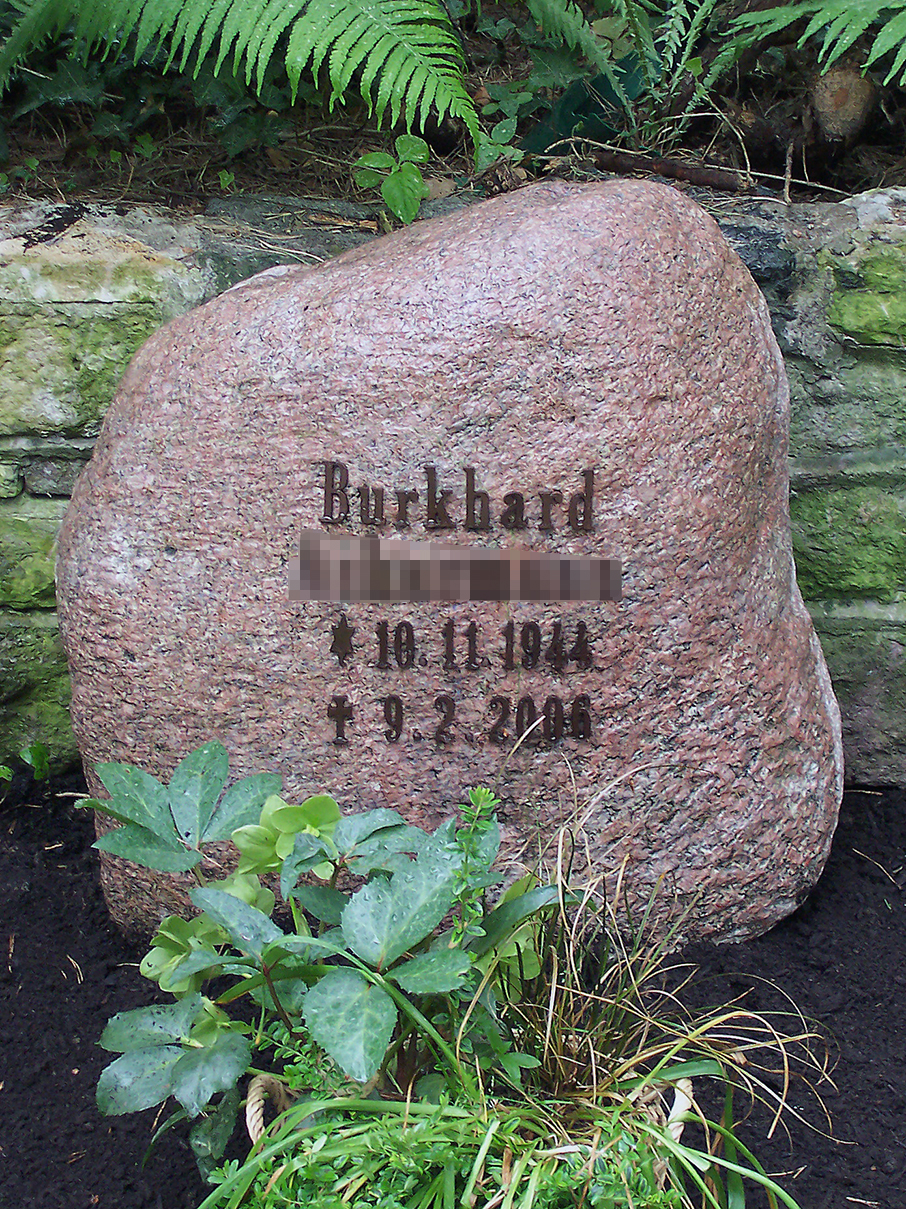 Burkhard
* 10. 11. 1944
† 9. 2. 2006